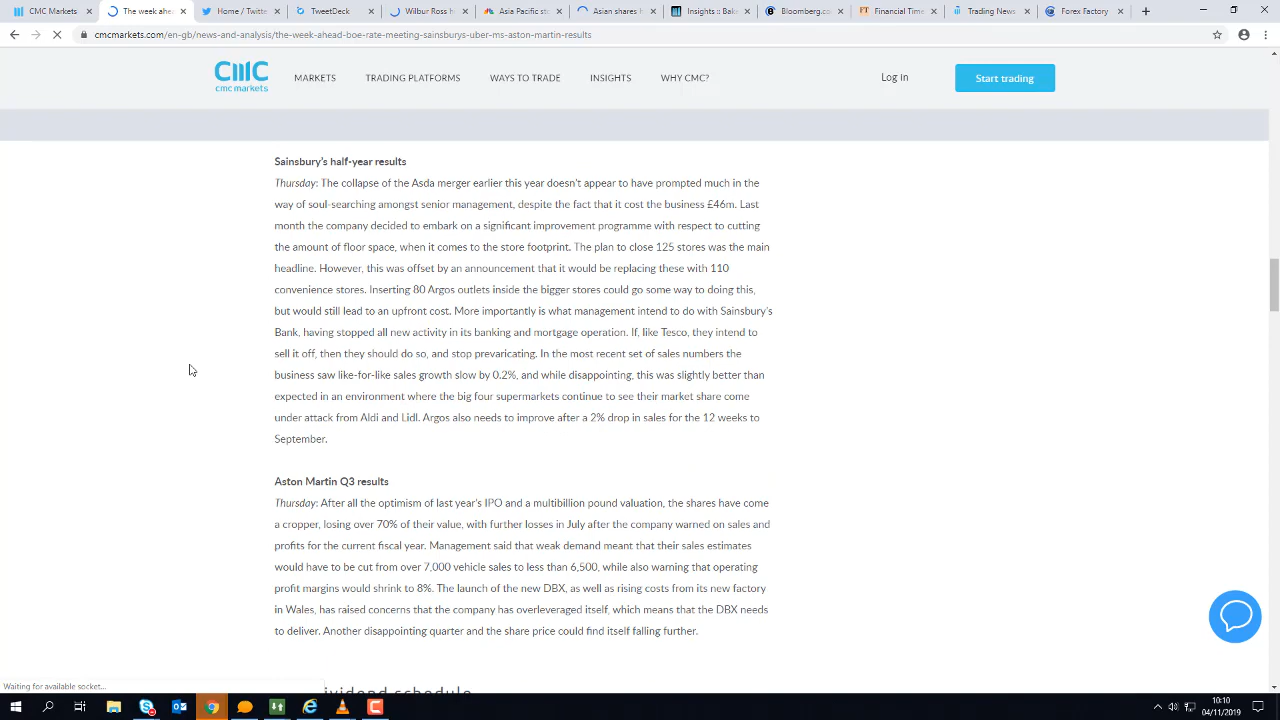 CMC Markets
The week ahe
Home / Twitte
TweetDeck
Wilbur Ross h
Asia Pacific sto
Asian shares h
Insights :: Bake
Bloomberg.co
Financial Time
Trading News
Forex Factory
cmcmarkets.com/en-gb/news-and-analysis/the-week-ahead-boe-rate-meeting-sainsburys-uber-ms-aston-martin-results
cmc markets
MARKETS
TRADING PLATFORMS
WAYS TO TRADE
INSIGHTS
WHY CMC?
Log in
Start trading
Sainsbury's half-year results
Thursday: The collapse of the Asda merger earlier this year doesn't appear to have prompted much in the
way of soul-searching amongst senior management, despite the fact that it cost the business £46m. Last
month the company decided to embark on a significant improvement programme with respect to cutting
the amount of floor space, when it comes to the store footprint. The plan to close 125 stores was the main
headline. However, this was offset by an announcement that it would be replacing these with 110
convenience stores. Inserting 80 Argos outlets inside the bigger stores could go some way to doing this,
but would still lead to an upfront cost. More importantly is what management intend to do with Sainsbury's
Bank, having stopped all new activity in its banking and mortgage operation. If, like Tesco, they intend to
sell it off, then they should do so, and stop prevaricating. In the most recent set of sales numbers the
business saw like-for-like sales growth slow by 0.2%, and while disappointing, this was slightly better than
expected in an environment where the big four supermarkets continue to see their market share come
under attack from Aldi and Lidl. Argos also needs to improve after a 2% drop in sales for the 12 weeks to
September.
Aston Martin Q3 results
Thursday: After all the optimism of last year's IPO and a multibillion pound valuation, the shares have come
a cropper, losing over 70% of their value, with further losses in July after the company warned on sales and
profits for the current fiscal year. Management said that weak demand meant that their sales estimates
would have to be cut from over 7,000 vehicle sales to less than 6,500, while also warning that operating
profit margins would shrink to 8%. The launch of the new DBX, as well as rising costs from its new factory
in Wales, has raised concerns that the company has overleveraged itself, which means that the DBX needs
to deliver. Another disappointing quarter and the share price could find itself falling further.
Waiting for available socket...
ividend schedule
10:10
04/11/2019